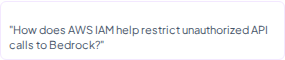 "How does AWS IAM help restrict unauthorized API
calls to Bedrock?"